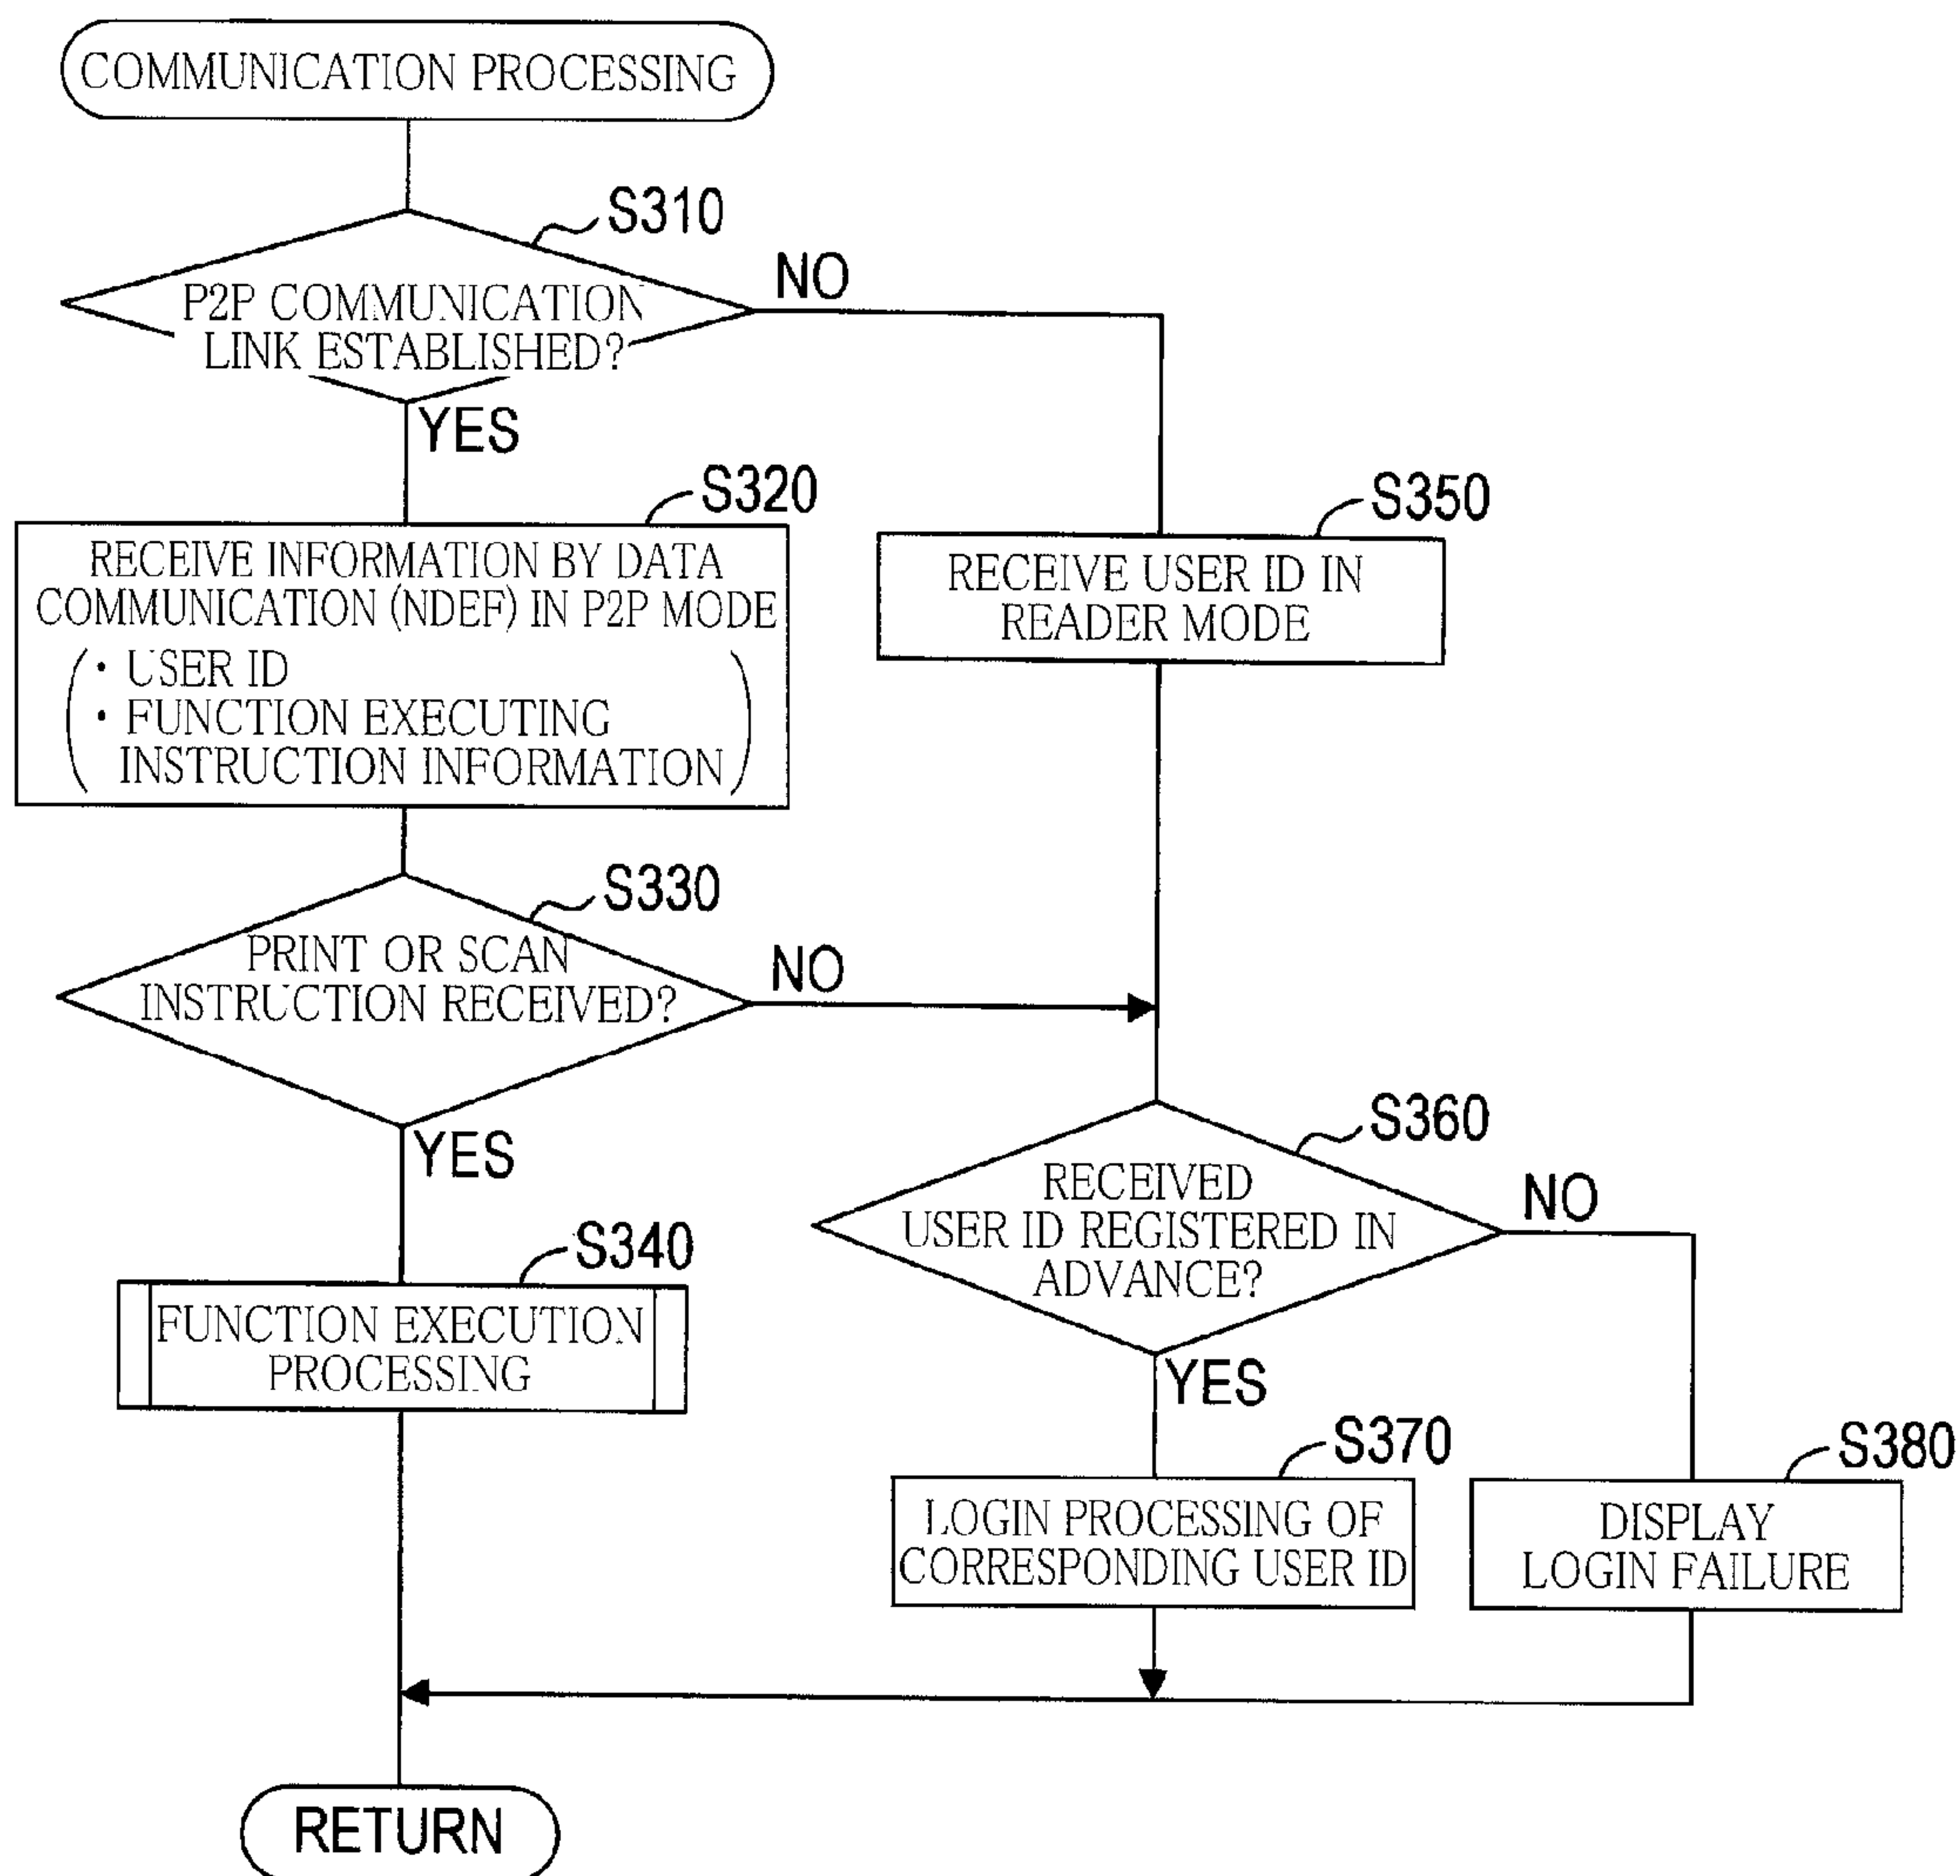 COMMUNICATION PROCESSING
S310
P2P COMMUNICATION
LINK ESTABLISHED?
NO
YES
S320
RECEIVE INFORMATION BY DATA
COMMUNICATION (NDEF) IN P2P MODE
(• USER ID
• FUNCTION EXECUTING
INSTRUCTION INFORMATION)
S350
RECEIVE USER ID IN
READER MODE
S330
PRINT OR SCAN
INSTRUCTION RECEIVED?
NO
YES
S340
FUNCTION EXECUTION
PROCESSING
S360
RECEIVED
USER ID REGISTERED IN
ADVANCE?
NO
YES
S370
LOGIN PROCESSING OF
CORRESPONDING USER ID
S380
DISPLAY
LOGIN FAILURE
RETURN